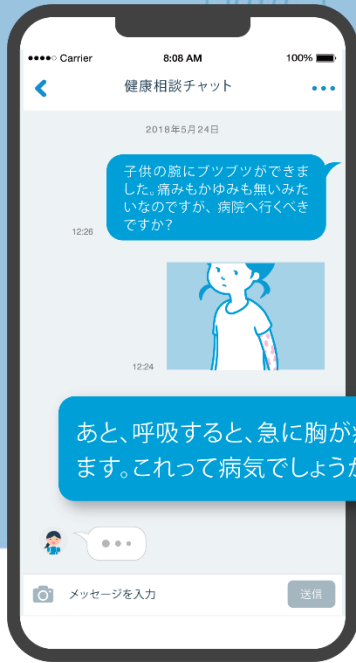 Carrier 8:08 AM 100%
健康相談チャット
2018年5月24日
子供の腕にブツブツができま
した。痛みもかゆみも無いみた
いなのですが、病院へ行くべき
ですか?
12:26
12:24
あと、呼吸すると、急に胸が
ます。これって病気でしょうか
メッセージを入力
送信